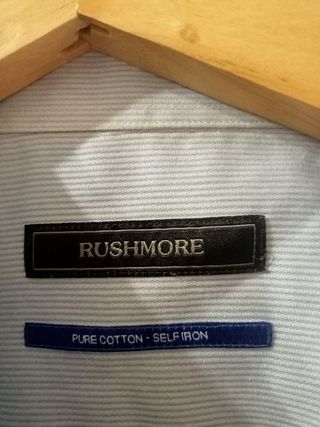 RUSHMORE
PURE COTTON - SELF IRON